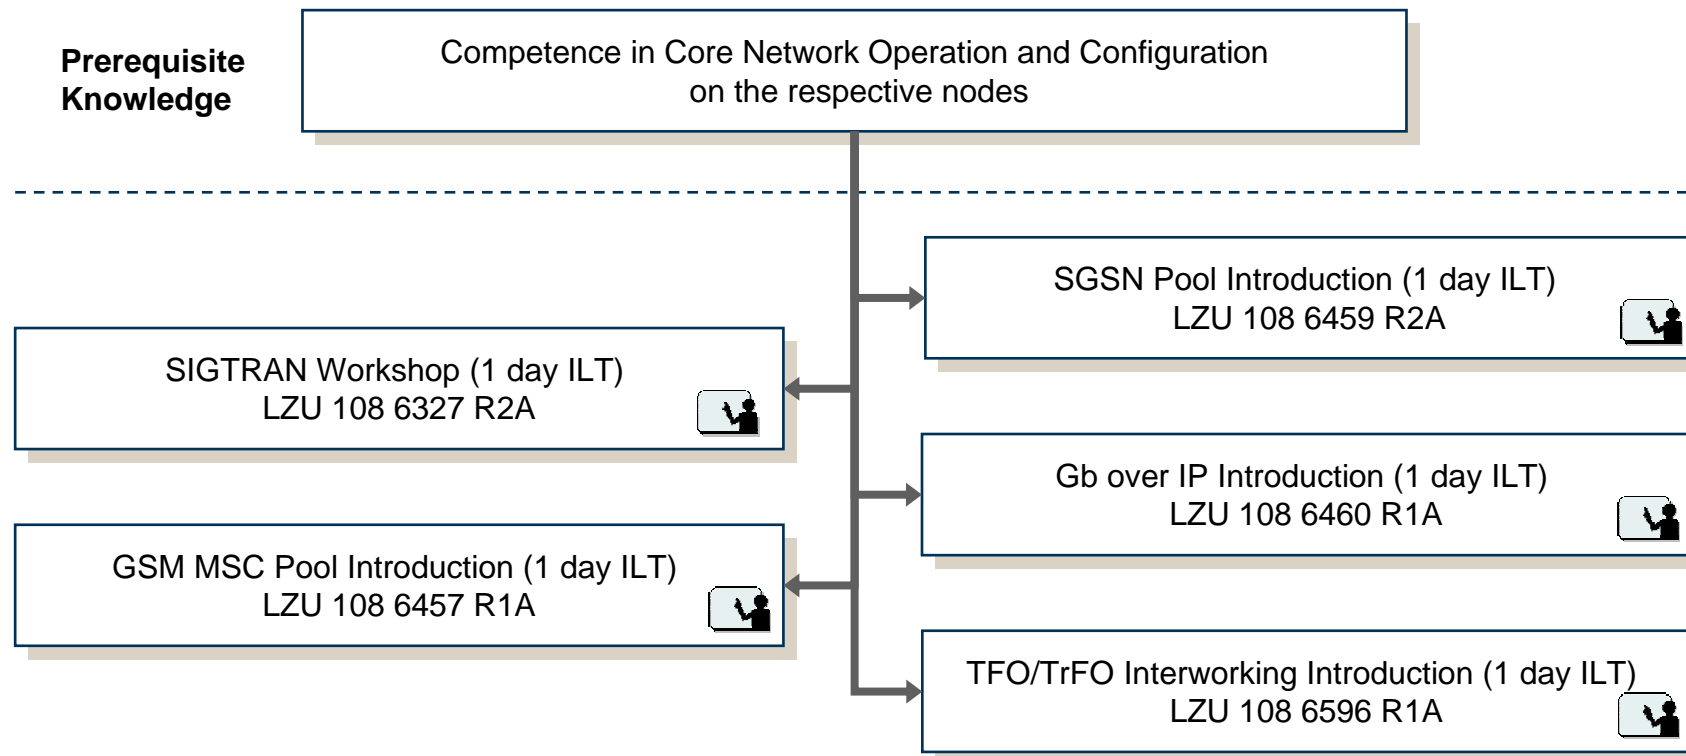 Prerequisite
Knowledge
Competence in Core Network Operation and Configuration
on the respective nodes
SGSN Pool Introduction (1 day ILT)
LZU 108 6459 R2A
SIGTRAN Workshop (1 day ILT)
LZU 108 6327 R2A
Gb over IP Introduction (1 day ILT)
LZU 108 6460 R1A
GSM MSC Pool Introduction (1 day ILT)
LZU 108 6457 R1A
TFO/TrFO Interworking Introduction (1 day ILT)
LZU 108 6596 R1A